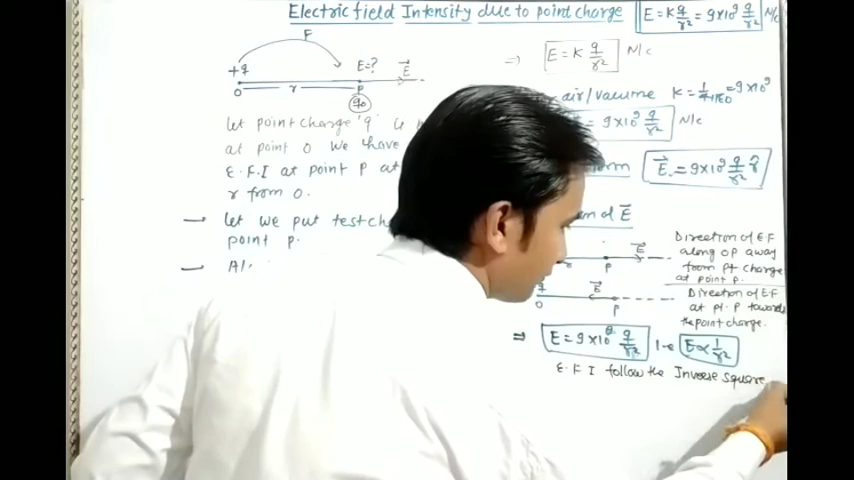 Electric field Intensity due to point charge
E = K q/r² = 9×10⁹ q/r² N/c
F
+q E=? E⃗
O r P
q₀
⇒ E = K q/r² N/c
air/vacume K = 1/4πε₀ = 9×10⁹
= 9×10⁹ q/r² N/c
let point charge 'q' is
at point O we have
E.F.I at point P at
r from O.
E⃗ = 9×10⁹ q/r² r̂
→ let we put test
point P.
of E⃗
E⃗
r P
Direction of E.F
along OP away
from pt charge
at point P.
E⃗
O P
Direction of EF
at pt. P towards
the point charge.
→ A/c
⇒ E = 9×10⁹ q/r² i.e E∝1/r²
E.F I follow the Inverse square